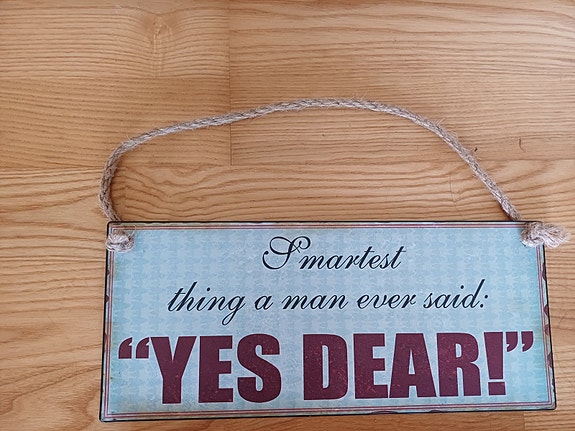 Smartest
thing a man ever said:
“YES DEAR!”